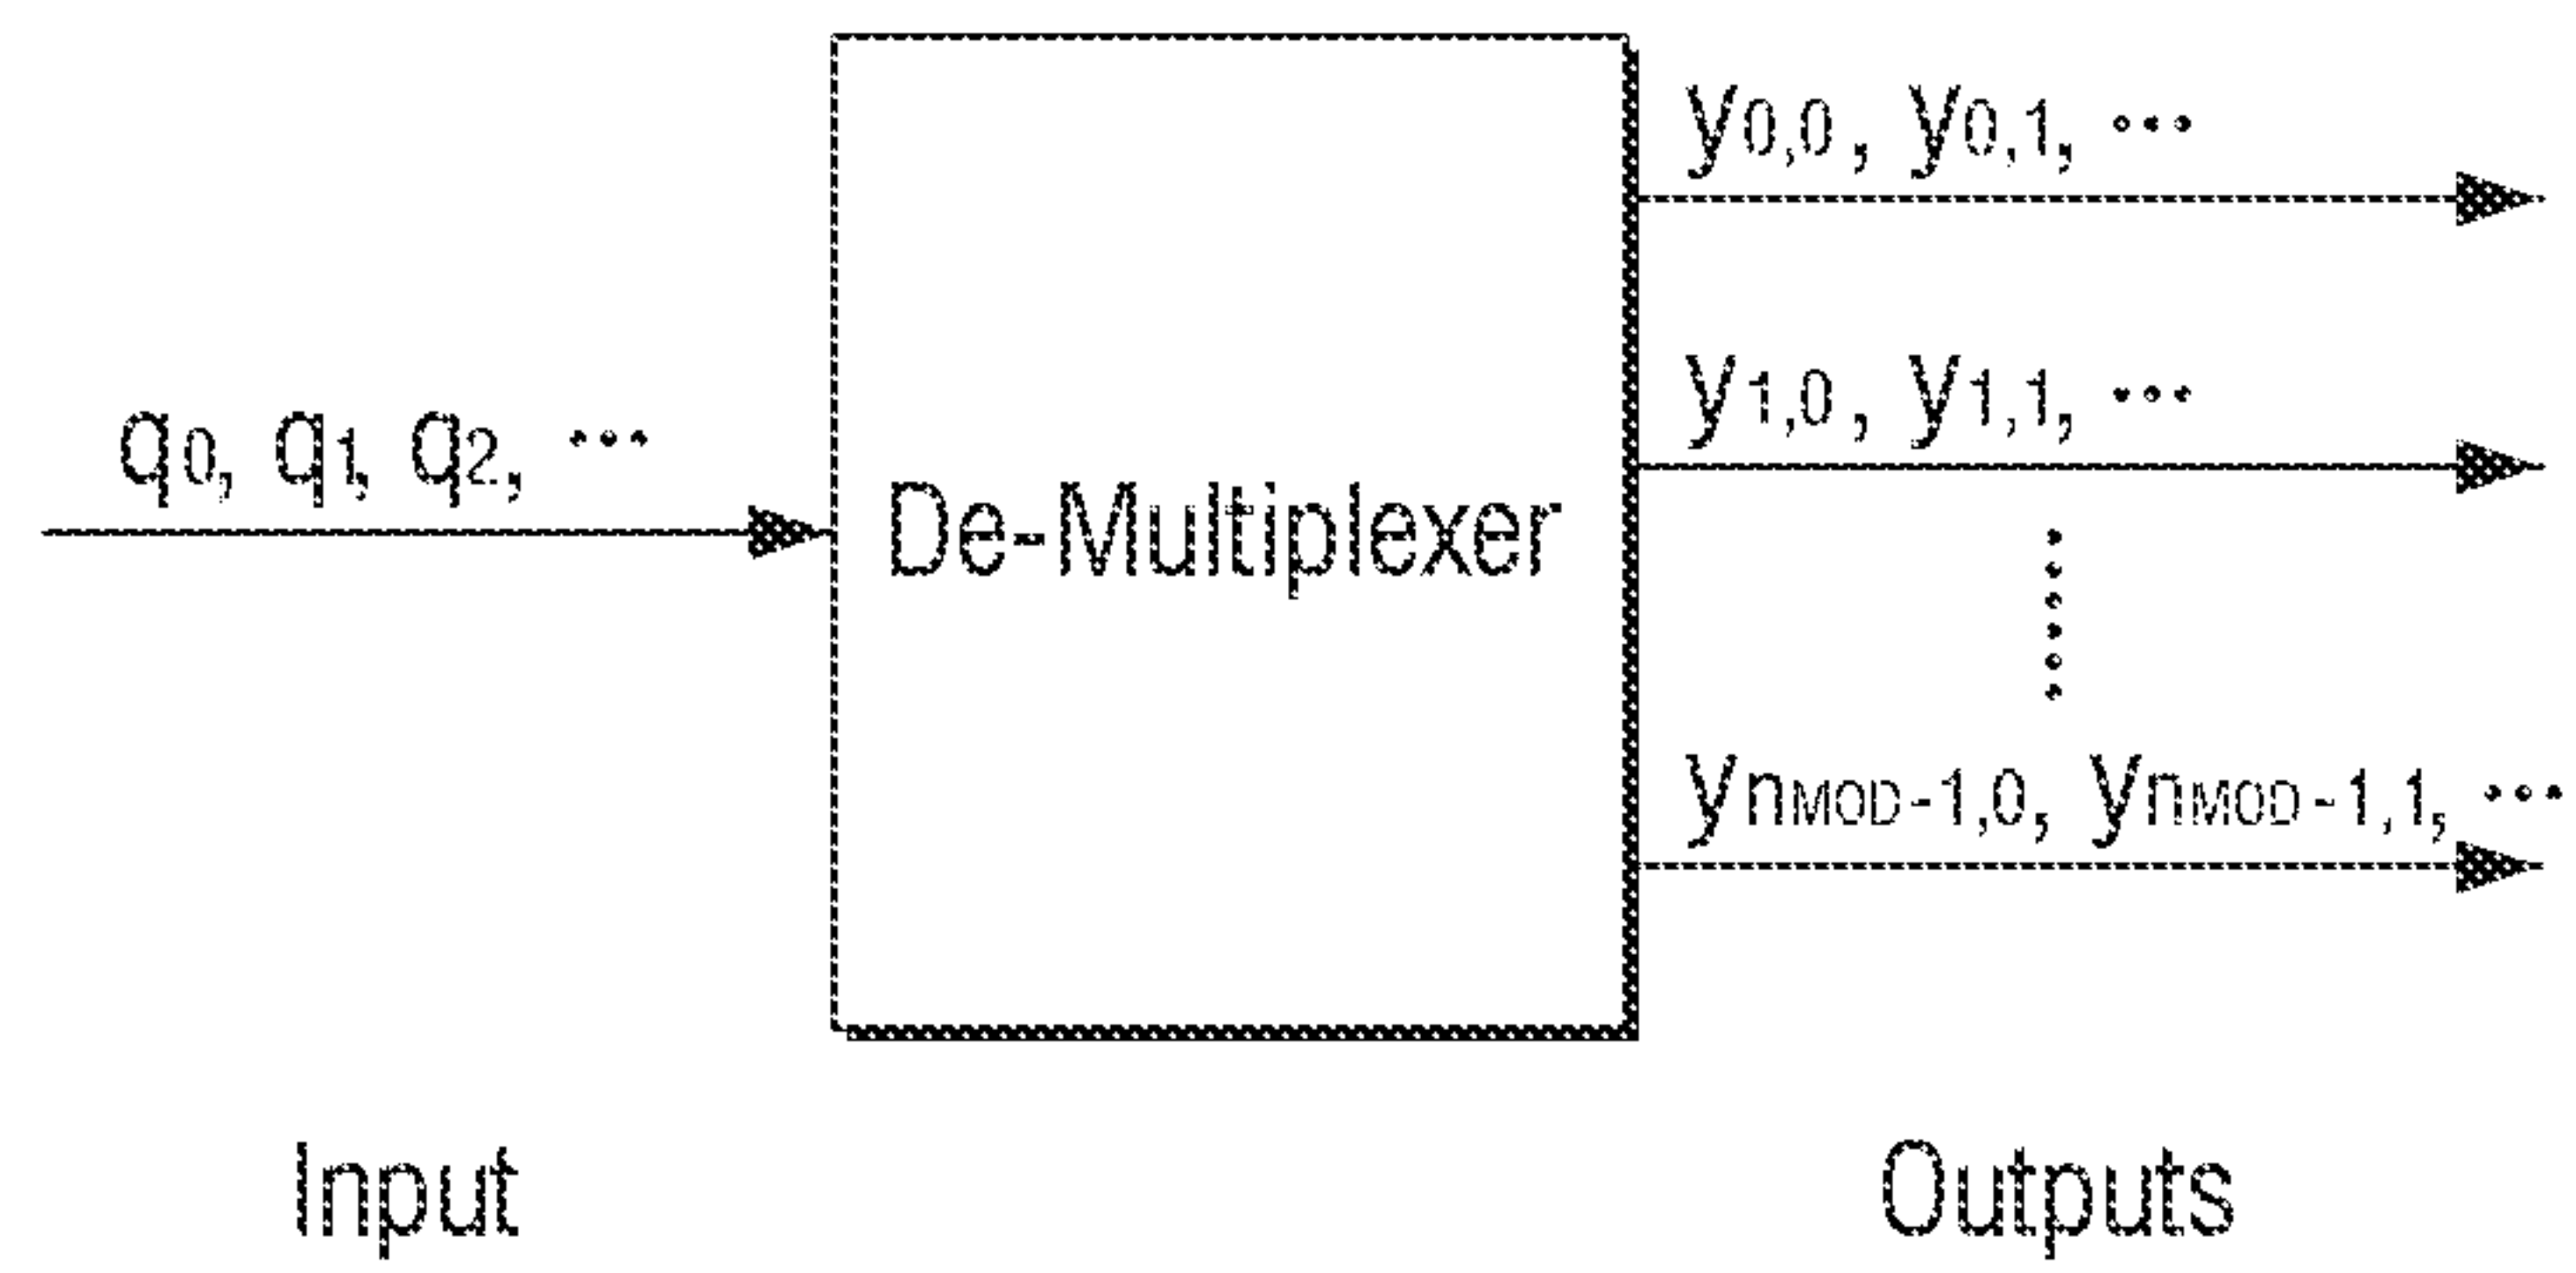 y0,0, y0,1, ...
y1,0, y1,1, ...
q0, q1, q2, ...
De-Multiplexer
ynMOD-1,0, ynMOD-1,1, ...
Input
Outputs